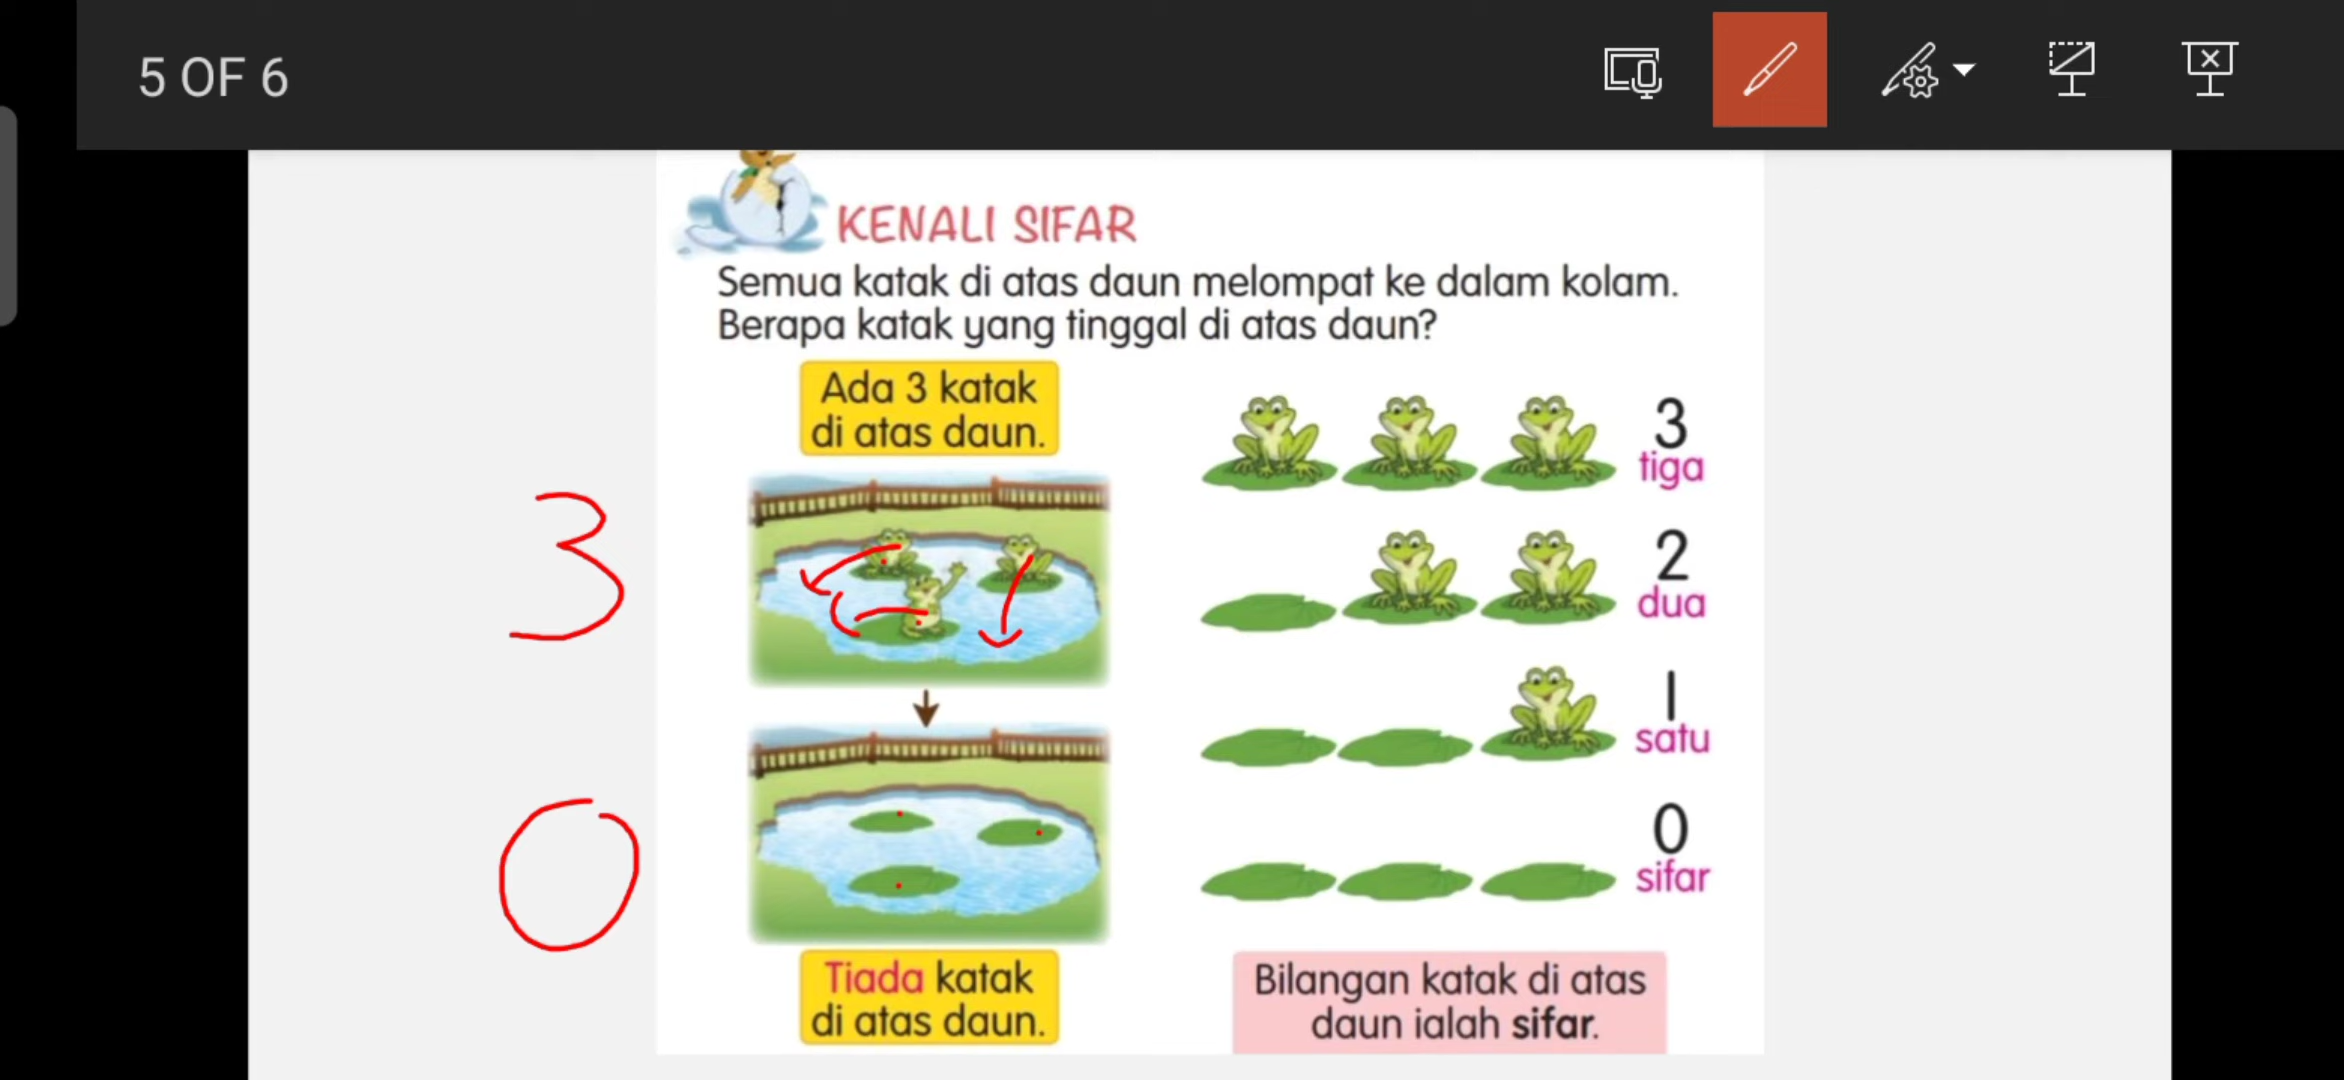 5 OF 6
KENALI SIFAR
Semua katak di atas daun melompat ke dalam kolam.
Berapa katak yang tinggal di atas daun?
Ada 3 katak
di atas daun.
3
0
Tiada katak
di atas daun.
3
tiga
2
dua
1
satu
0
sifar
Bilangan katak di atas
daun ialah sifar.